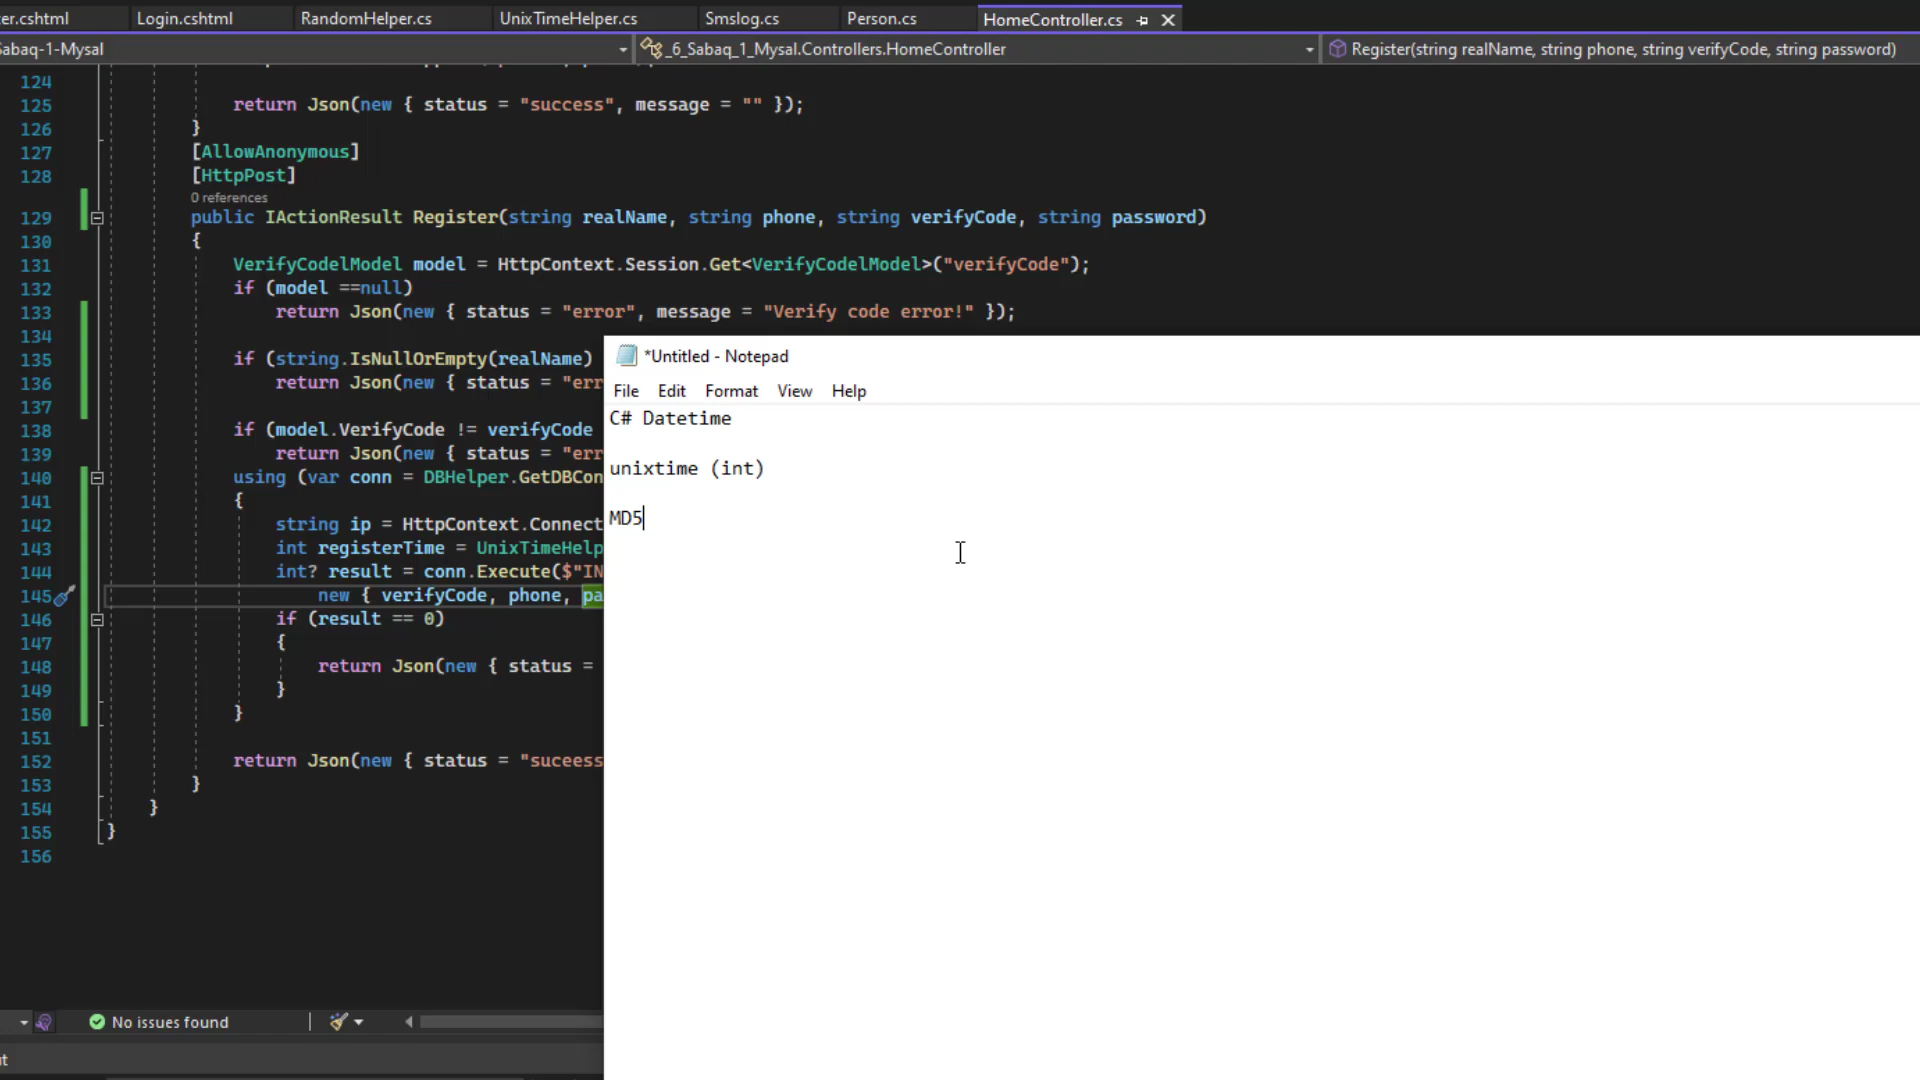 er.cshtml Login.cshtml RandomHelper.cs UnixTimeHelper.cs Smslog.cs Person.cs HomeController.cs
Sabaq-1-Mysal _6_Sabaq_1_Mysal.Controllers.HomeController Register(string realName, string phone, string verifyCode, string password)
124
125 return Json(new { status = "success", message = "" });
126 }
127 [AllowAnonymous]
128 [HttpPost]
0 references
129 public IActionResult Register(string realName, string phone, string verifyCode, string password)
130 {
131 VerifyCodelModel model = HttpContext.Session.Get<VerifyCodelModel>("verifyCode");
132 if (model ==null)
133 return Json(new { status = "error", message = "Verify code error!" });
134
135 if (string.IsNullOrEmpty(realName)
136 return Json(new { status = "err
137
138 if (model.VerifyCode != verifyCode
139 return Json(new { status = "err
140 using (var conn = DBHelper.GetDBCon
141 {
142 string ip = HttpContext.Connect
143 int registerTime = UnixTimeHelp
144 int? result = conn.Execute($"IN
145 new { verifyCode, phone, pa
146 if (result == 0)
147 {
148 return Json(new { status =
149 }
150 }
151
152 return Json(new { status = "suceess
153 }
154 }
155 }
156
No issues found
ut
*Untitled - Notepad
File Edit Format View Help
C# Datetime
unixtime (int)
MD5